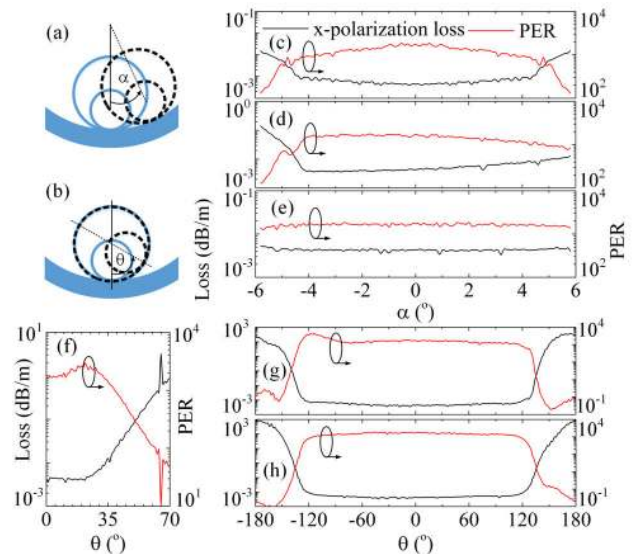 (a)
α
(b)
θ
x-polarization loss PER
10⁻¹
(c)
10⁴
10²
10⁻³
10⁰
(d)
10⁴
10⁻³
10²
(e)
10⁻³
10²
Loss (dB/m)
PER
-6 -4 -2 0 2 4 6
α (°)
(f)
10¹
10⁴
Loss (dB/m)
PER
10⁻³
10¹
0 35 70
θ (°)
10³
(g)
10⁴
10⁻³
10⁻¹
10³
(h)
10⁴
10⁻³
10⁻¹
-180 -120 -60 0 60 120 180
θ (°)